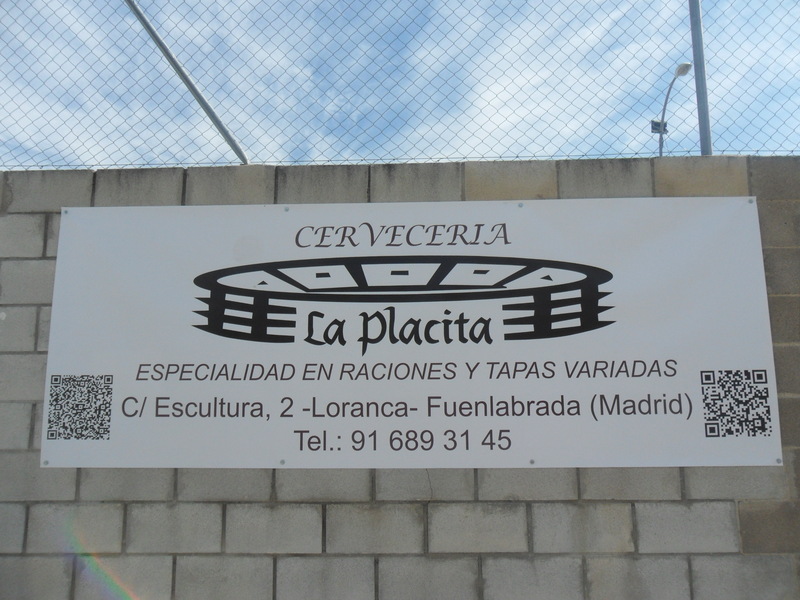 CERVECERIA
La Placita
ESPECIALIDAD EN RACIONES Y TAPAS VARIADAS
C/ Escultura, 2 -Loranca- Fuenlabrada (Madrid)
Tel.: 91 689 31 45